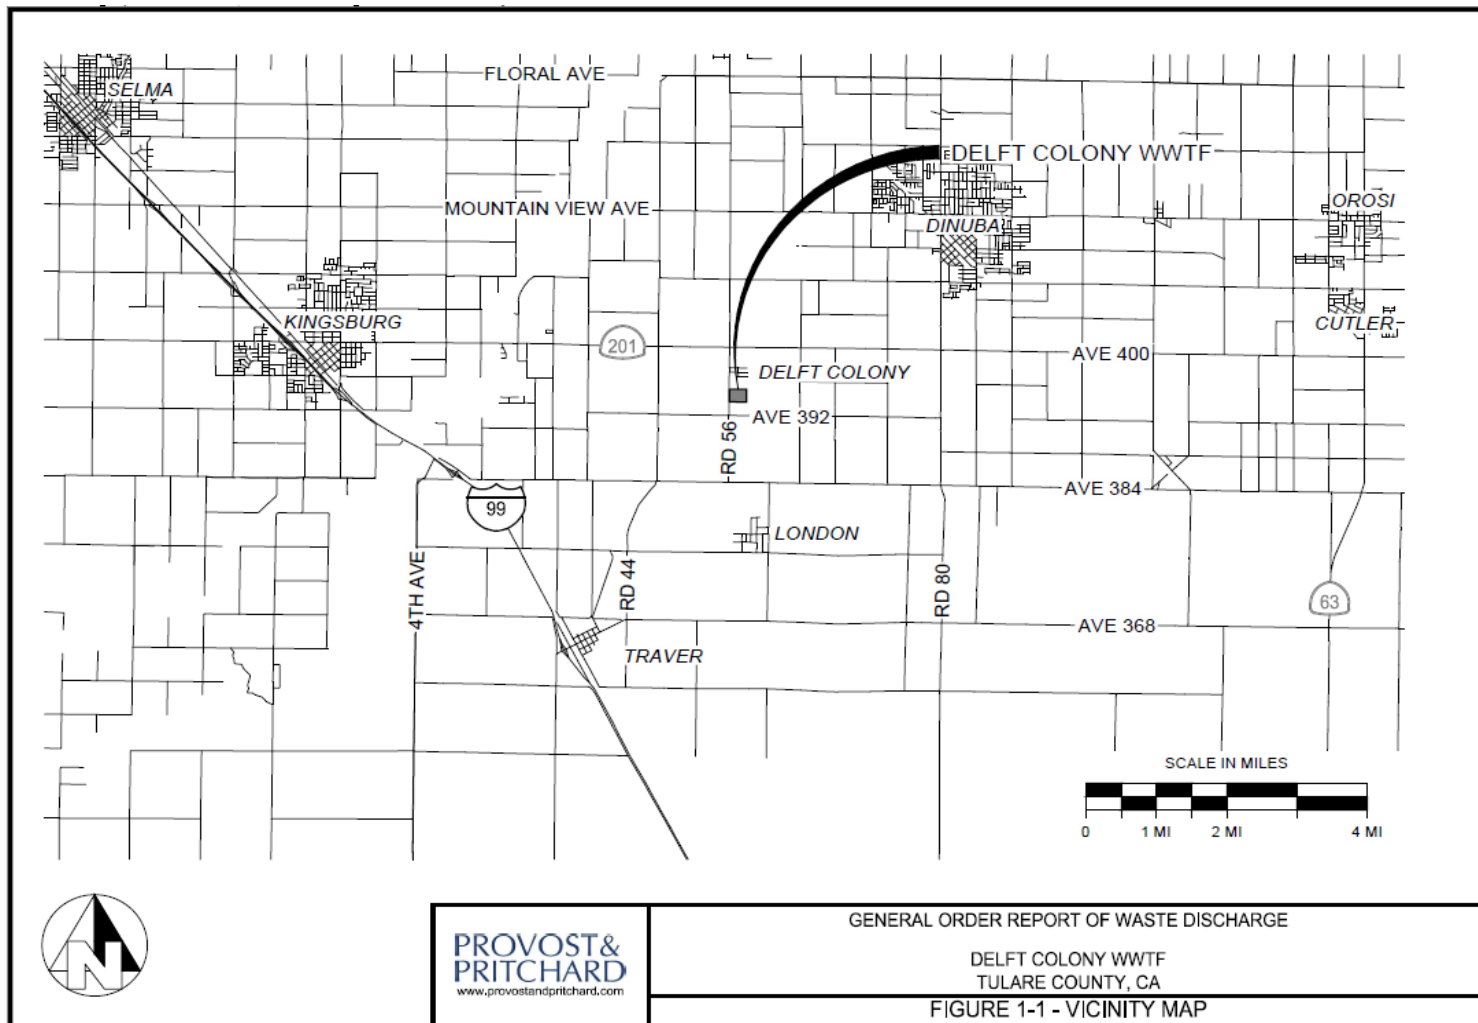 FLORAL AVE
SELMA
DELFT COLONY WWTF
MOUNTAIN VIEW AVE
OROSI
DINUBA
KINGSBURG
CUTLER
201
AVE 400
DELFT COLONY
AVE 392
RD 56
AVE 384
99
LONDON
4TH AVE
RD 44
RD 80
63
AVE 368
TRAVER
SCALE IN MILES
0 1 MI 2 MI 4 MI
N
PROVOST&
PRITCHARD
www.provostandpritchard.com
GENERAL ORDER REPORT OF WASTE DISCHARGE
DELFT COLONY WWTF
TULARE COUNTY, CA
FIGURE 1-1 - VICINITY MAP